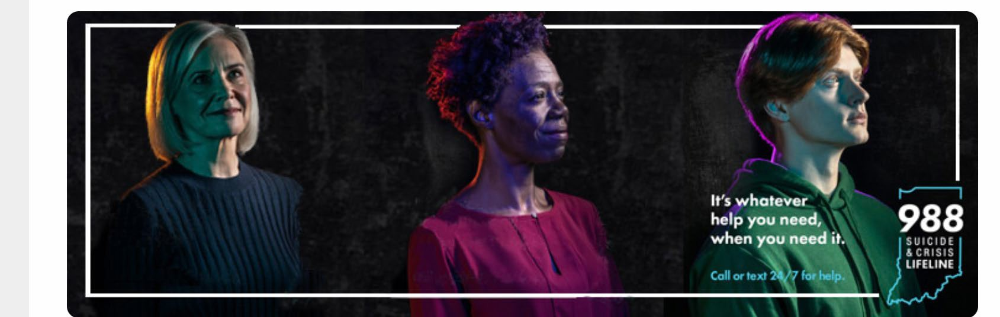 It's whatever
help you need,
when you need it.
Call or text 24/7 for help.
988
SUICIDE
& CRISIS
LIFELINE